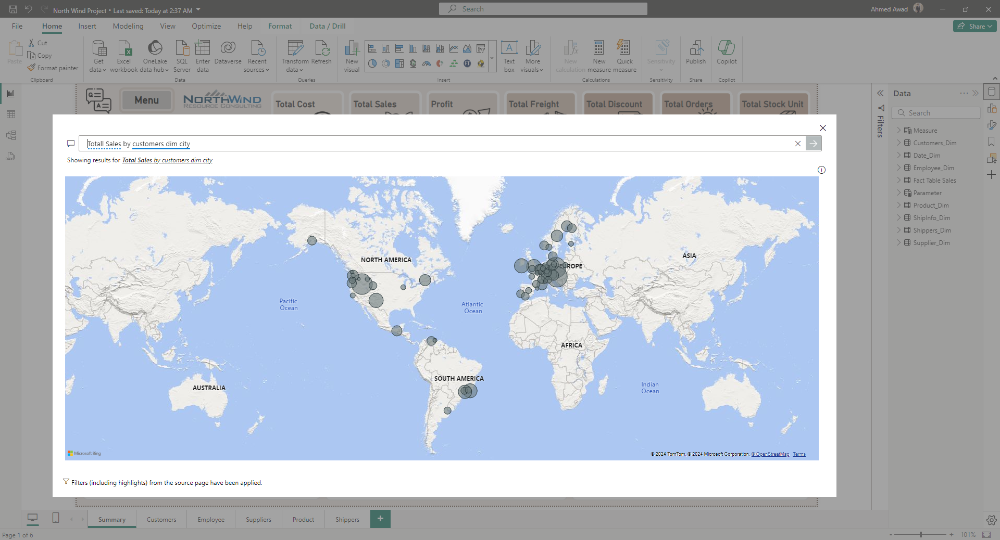 North Wind Project • Last saved: Today at 2:37 AM
Search
Ahmed Awad
File
Home
Insert
Modeling
View
Optimize
Help
Format
Data / Drill
Share
Paste
Cut
Copy
Format painter
Clipboard
Get data
Excel workbook
OneLake data hub
SQL Server
Enter data
Dataverse
Recent sources
Data
Transform data
Refresh
Queries
New visual
Text box
More visuals
Insert
New calculation
New measure
Quick measure
Calculations
Sensitivity
Sensitivity
Publish
Share
Copilot
Copilot
Menu
NORTHWIND
RESOURCE CONSULTING
Total Cost
Total Sales
Profit
Total Freight
Total Discount
Total Orders
Total Stock Unit
Filters
Data
Search
Measure
Customers_Dim
Date_Dim
Employee_Dim
Fact Table Sales
Parameter
Product_Dim
ShipInfo_Dim
Shippers_Dim
Supplier_Dim
Totall Sales by customers dim city
Showing results for Total Sales by customers dim city
NORTH AMERICA
ASIA
EUROPE
Pacific
Ocean
Atlantic
Ocean
AFRICA
SOUTH AMERICA
AUSTRALIA
Indian
Ocean
Microsoft Bing
© 2024 TomTom, © 2024 Microsoft Corporation, © OpenStreetMap Terms
Filters (including highlights) from the source page have been applied.
Summary
Customers
Employee
Suppliers
Product
Shippers
Page 1 of 6
101%